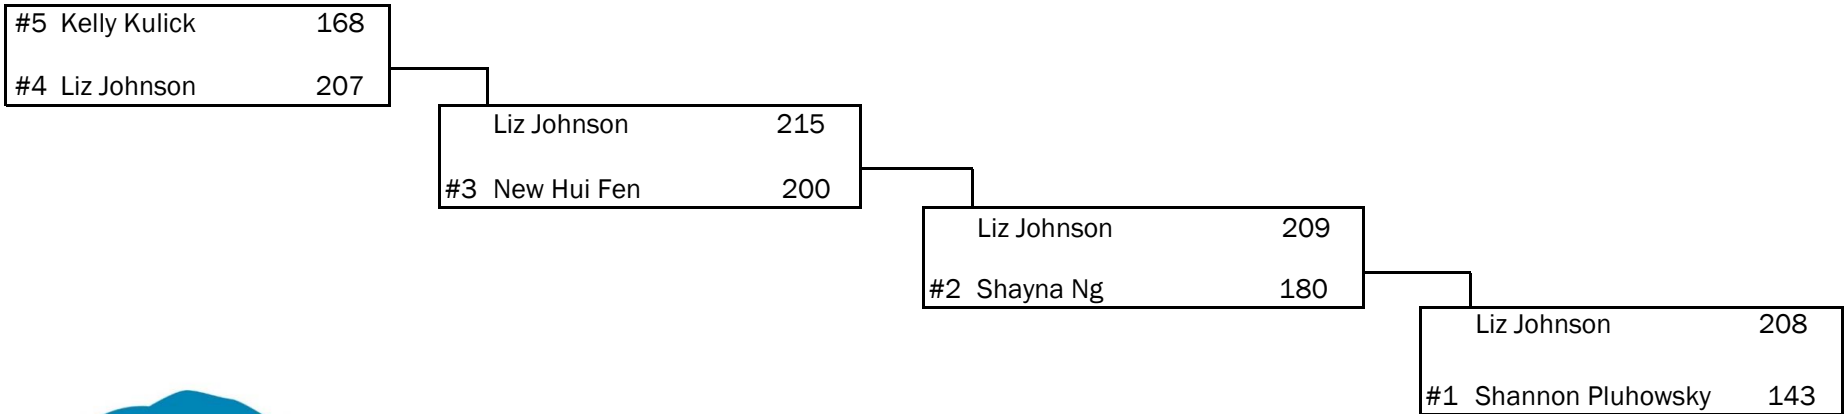 #5 Kelly Kulick 168
#4 Liz Johnson 207
Liz Johnson 215
#3 New Hui Fen 200
Liz Johnson 209
#2 Shayna Ng 180
Liz Johnson 208
#1 Shannon Pluhowsky 143